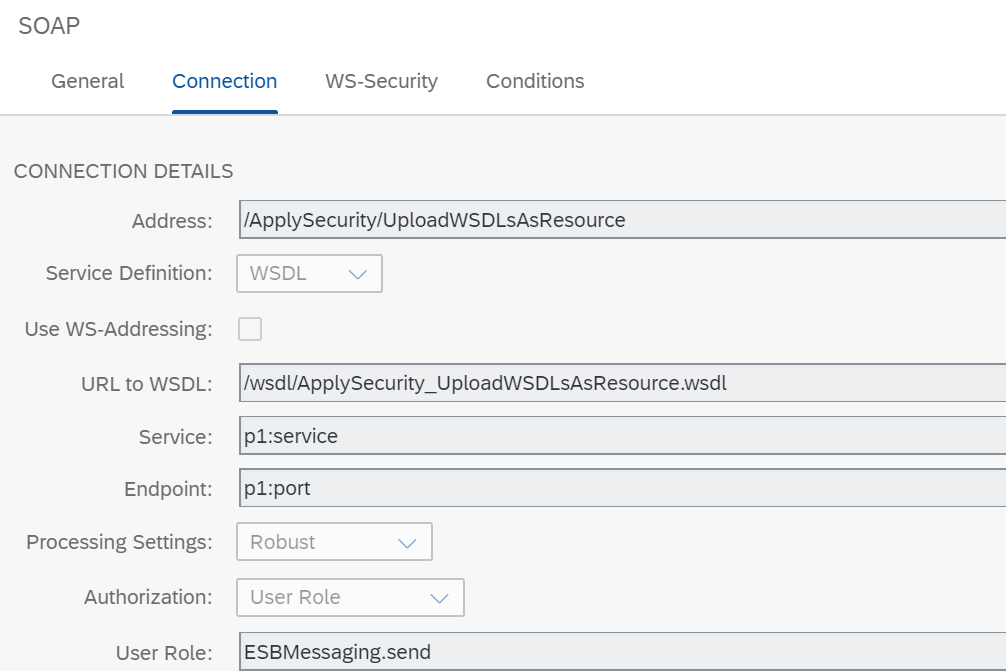 SOAP
General Connection WS-Security Conditions
CONNECTION DETAILS
Address: /ApplySecurity/UploadWSDLsAsResource
Service Definition: WSDL
Use WS-Addressing:
URL to WSDL: /wsdl/ApplySecurity_UploadWSDLsAsResource.wsdl
Service: p1:service
Endpoint: p1:port
Processing Settings: Robust
Authorization: User Role
User Role: ESBMessaging.send